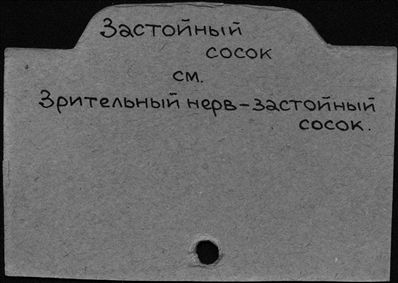 Застойный
сосок
см.
Зрительный нерв-застойный
сосок.